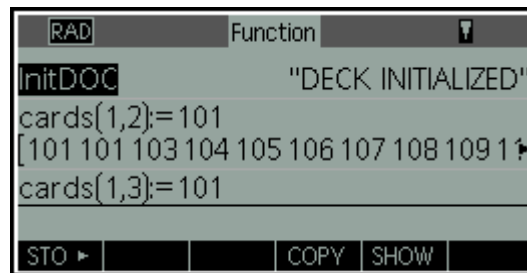 RAD Function
InitDOC "DECK INITIALIZED"
cards(1,2):=101
[101 101 103 104 105 106 107 108 109 11
cards(1,3):=101
STO ► COPY SHOW